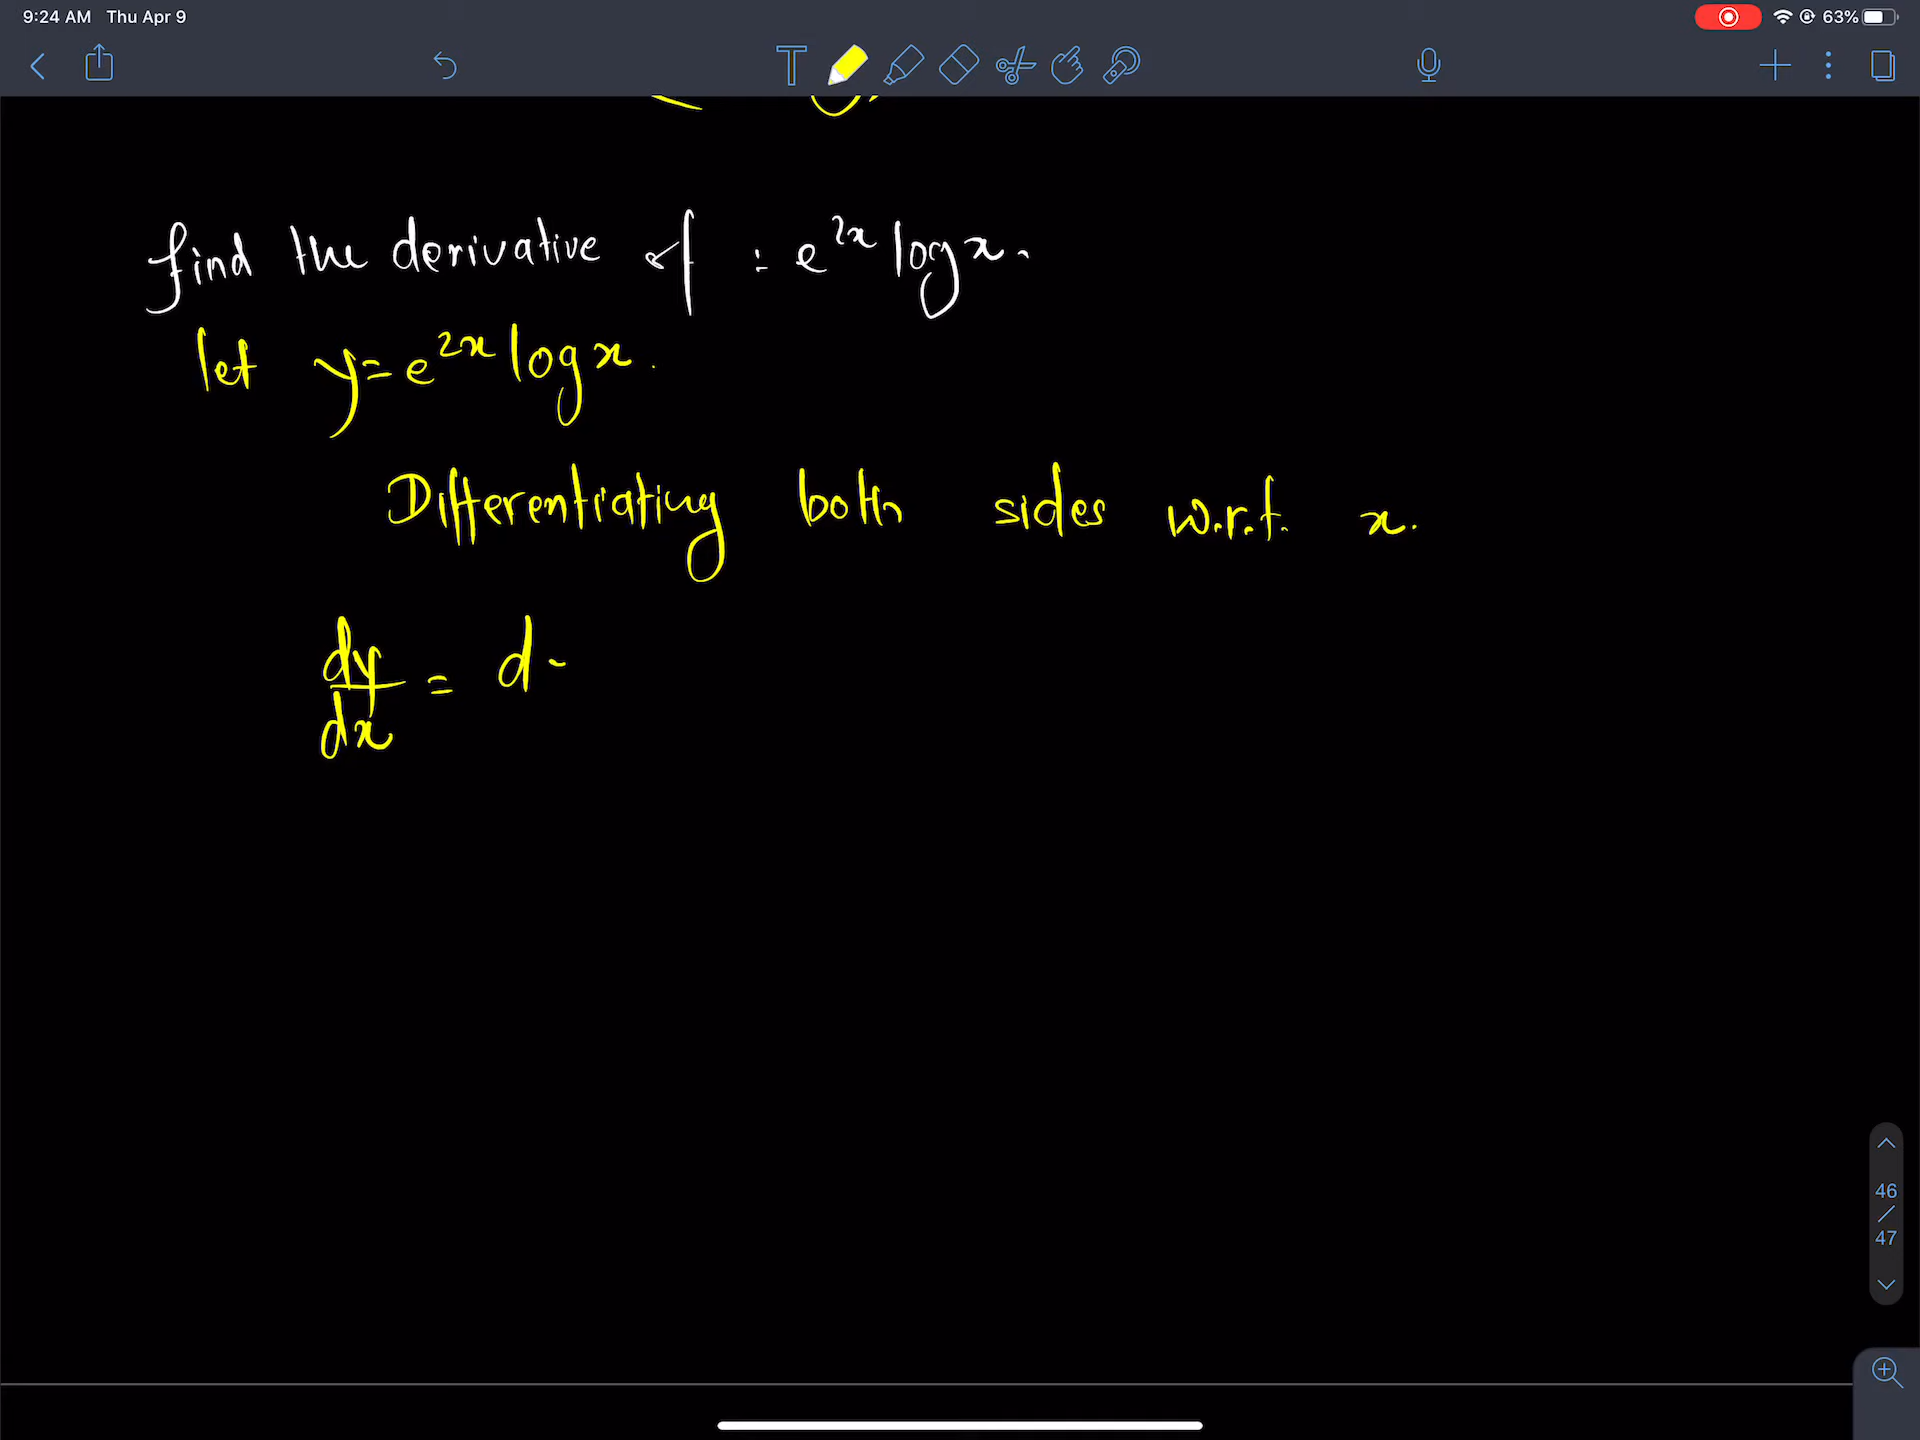 9:24 AM Thu Apr 9
63%
T
find the derivative of : e^2x log x.
let y = e^2x log x.
Differentiating both sides w.r.t. x.
dy/dx = d
46
/
47